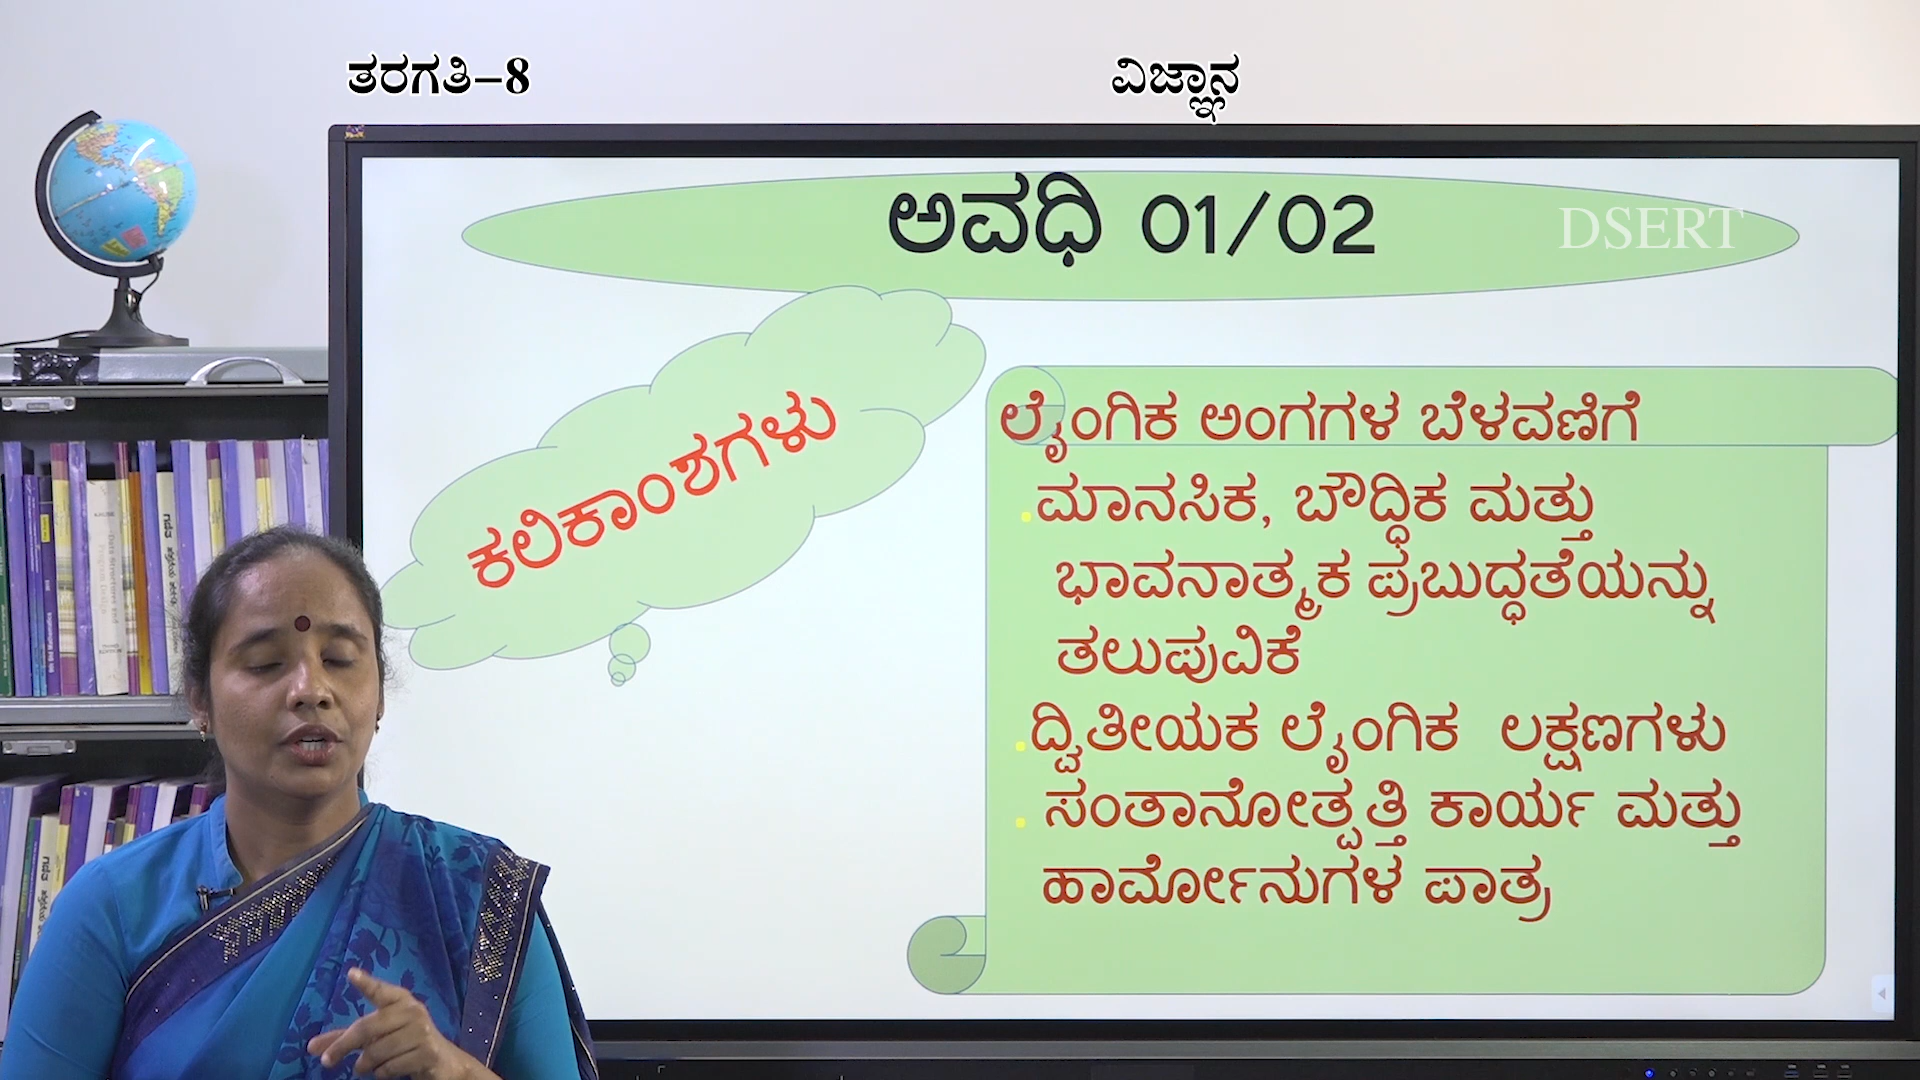 ತರಗತಿ–8
ವಿಜ್ಞಾನ
ಅವಧಿ 01/02
DSERT
ಕಲಿಕಾಂಶಗಳು
ಲೈಂಗಿಕ ಅಂಗಗಳ ಬೆಳವಣಿಗೆ
.ಮಾನಸಿಕ, ಬೌದ್ಧಿಕ ಮತ್ತು
ಭಾವನಾತ್ಮಕ ಪ್ರಬುದ್ಧತೆಯನ್ನು
ತಲುಪುವಿಕೆ
.ದ್ವಿತೀಯಕ ಲೈಂಗಿಕ ಲಕ್ಷಣಗಳು
. ಸಂತಾನೋತ್ಪತ್ತಿ ಕಾರ್ಯ ಮತ್ತು
ಹಾರ್ಮೋನುಗಳ ಪಾತ್ರ